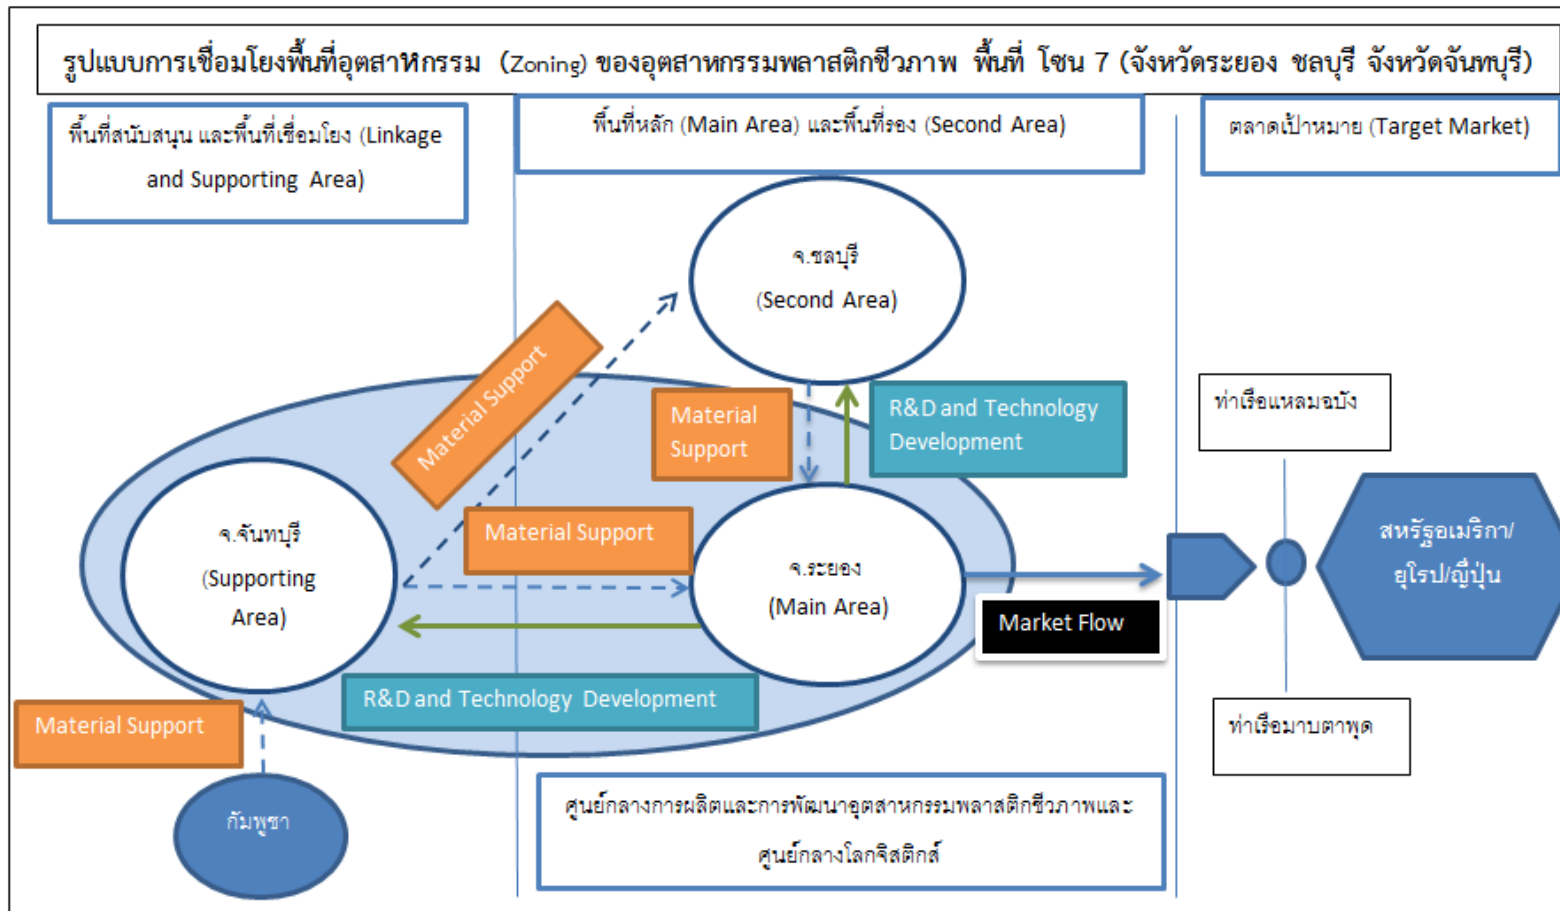 รูปแบบการเชื่อมโยงพื้นที่อุตสาหกรรม (Zoning) ของอุตสาหกรรมพลาสติกชีวภาพ พื้นที่ โซน 7 (จังหวัดระยอง ชลบุรี จังหวัดจันทบุรี)
พื้นที่สนับสนุน และพื้นที่เชื่อมโยง (Linkage
and Supporting Area)
พื้นที่หลัก (Main Area) และพื้นที่รอง (Second Area)
ตลาดเป้าหมาย (Target Market)
จ.ชลบุรี
(Second Area)
Material Support
Material
Support
R&D and Technology
Development
ท่าเรือแหลมฉบัง
จ.จันทบุรี
(Supporting
Area)
Material Support
จ.ระยอง
(Main Area)
Market Flow
สหรัฐอเมริกา/
ยุโรป/ญี่ปุ่น
R&D and Technology Development
Material Support
ท่าเรือมาบตาพุด
กัมพูชา
ศูนย์กลางการผลิตและการพัฒนาอุตสาหกรรมพลาสติกชีวภาพและ
ศูนย์กลางโลกจิสติกส์